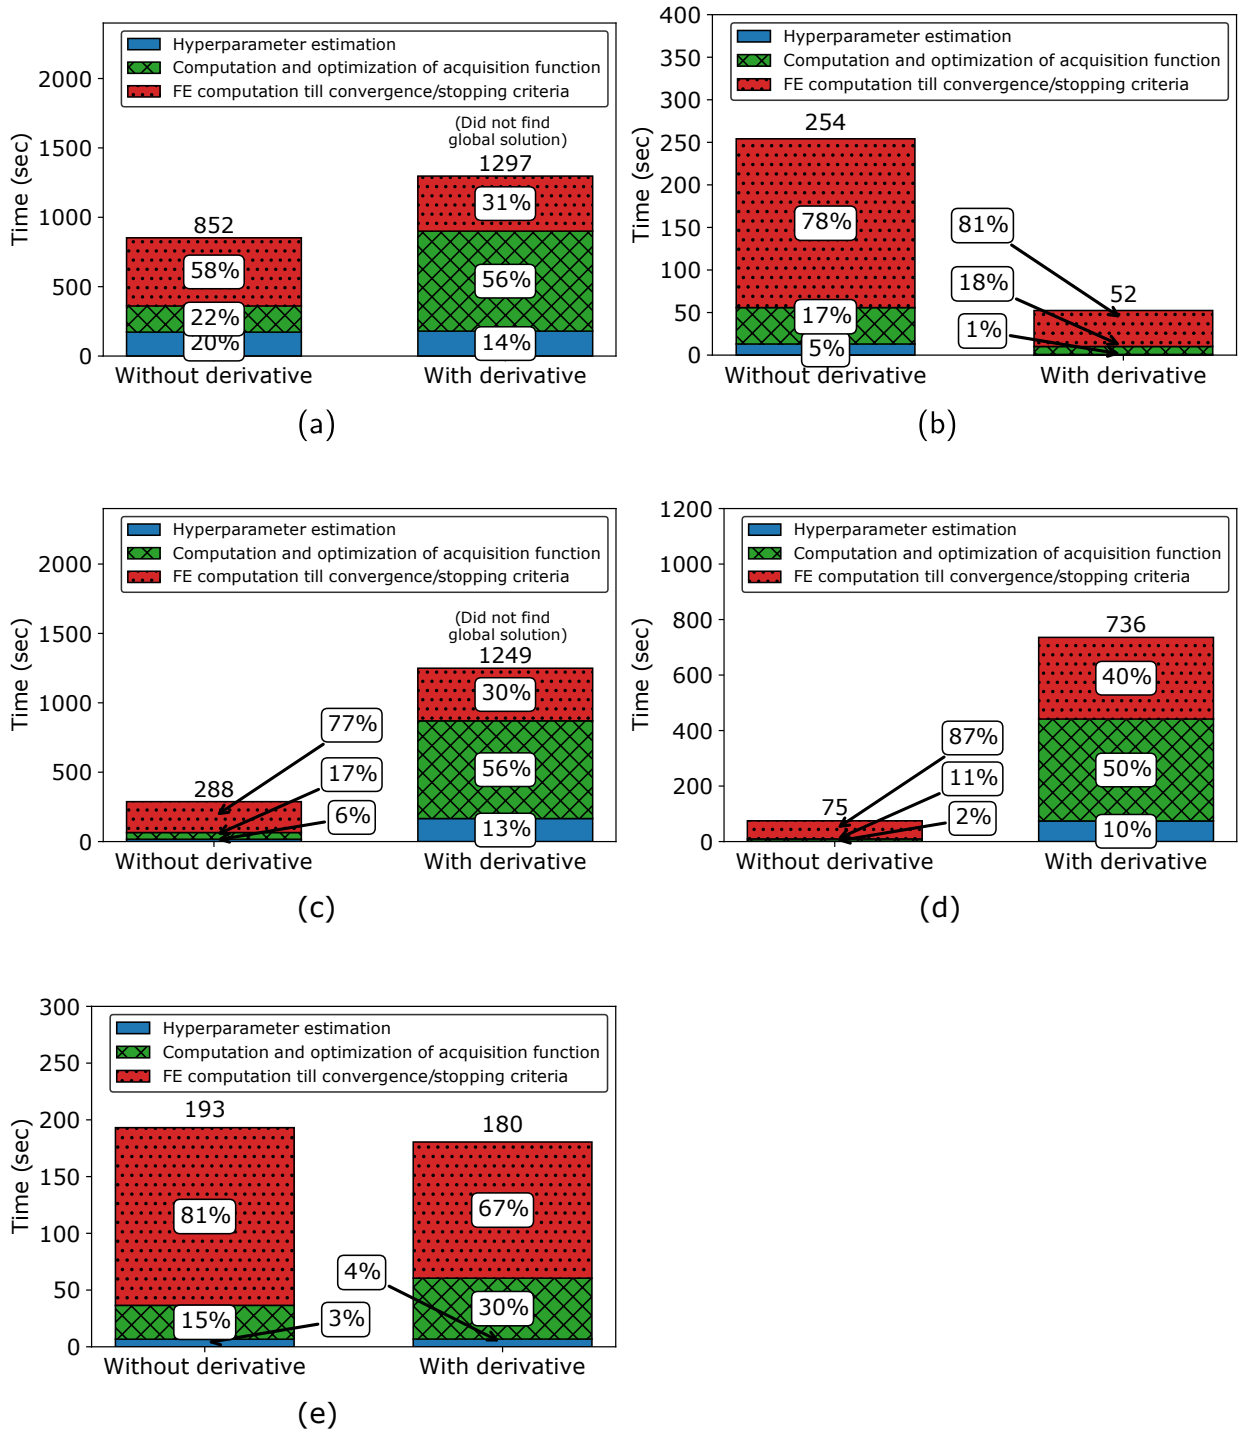 Hyperparameter estimation
Computation and optimization of acquisition function
FE computation till convergence/stopping criteria
Time (sec)
2000
1500
1000
500
0
(Did not find
global solution)
1297
31%
56%
14%
852
58%
22%
20%
Without derivative
With derivative
(a)
Hyperparameter estimation
Computation and optimization of acquisition function
FE computation till convergence/stopping criteria
Time (sec)
400
350
300
250
200
150
100
50
0
254
78%
17%
5%
81%
18%
1%
52
Without derivative
With derivative
(b)
Hyperparameter estimation
Computation and optimization of acquisition function
FE computation till convergence/stopping criteria
Time (sec)
2000
1500
1000
500
0
(Did not find
global solution)
1249
30%
56%
13%
288
77%
17%
6%
Without derivative
With derivative
(c)
Hyperparameter estimation
Computation and optimization of acquisition function
FE computation till convergence/stopping criteria
Time (sec)
1200
1000
800
600
400
200
0
736
40%
50%
10%
75
87%
11%
2%
Without derivative
With derivative
(d)
Hyperparameter estimation
Computation and optimization of acquisition function
FE computation till convergence/stopping criteria
Time (sec)
300
250
200
150
100
50
0
193
81%
15%
3%
180
67%
30%
4%
Without derivative
With derivative
(e)